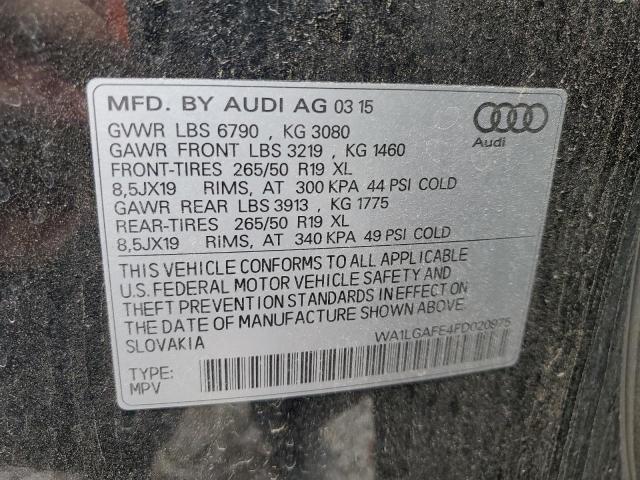 MFD. BY AUDI AG 03 15
GVWR LBS 6790 , KG 3080
GAWR FRONT LBS 3219 , KG 1460
FRONT-TIRES 265/50 R19 XL
8,5JX19 RIMS, AT 300 KPA 44 PSI COLD
GAWR REAR LBS 3913 , KG 1775
REAR-TIRES 265/50 R19 XL
8,5JX19 RIMS, AT 340 KPA 49 PSI COLD
Audi
THIS VEHICLE CONFORMS TO ALL APPLICABLE
U.S. FEDERAL MOTOR VEHICLE SAFETY AND
THEFT PREVENTION STANDARDS IN EFFECT ON
THE DATE OF MANUFACTURE SHOWN ABOVE.
SLOVAKIA
WA1LGAFE4FD020975
TYPE:
MPV